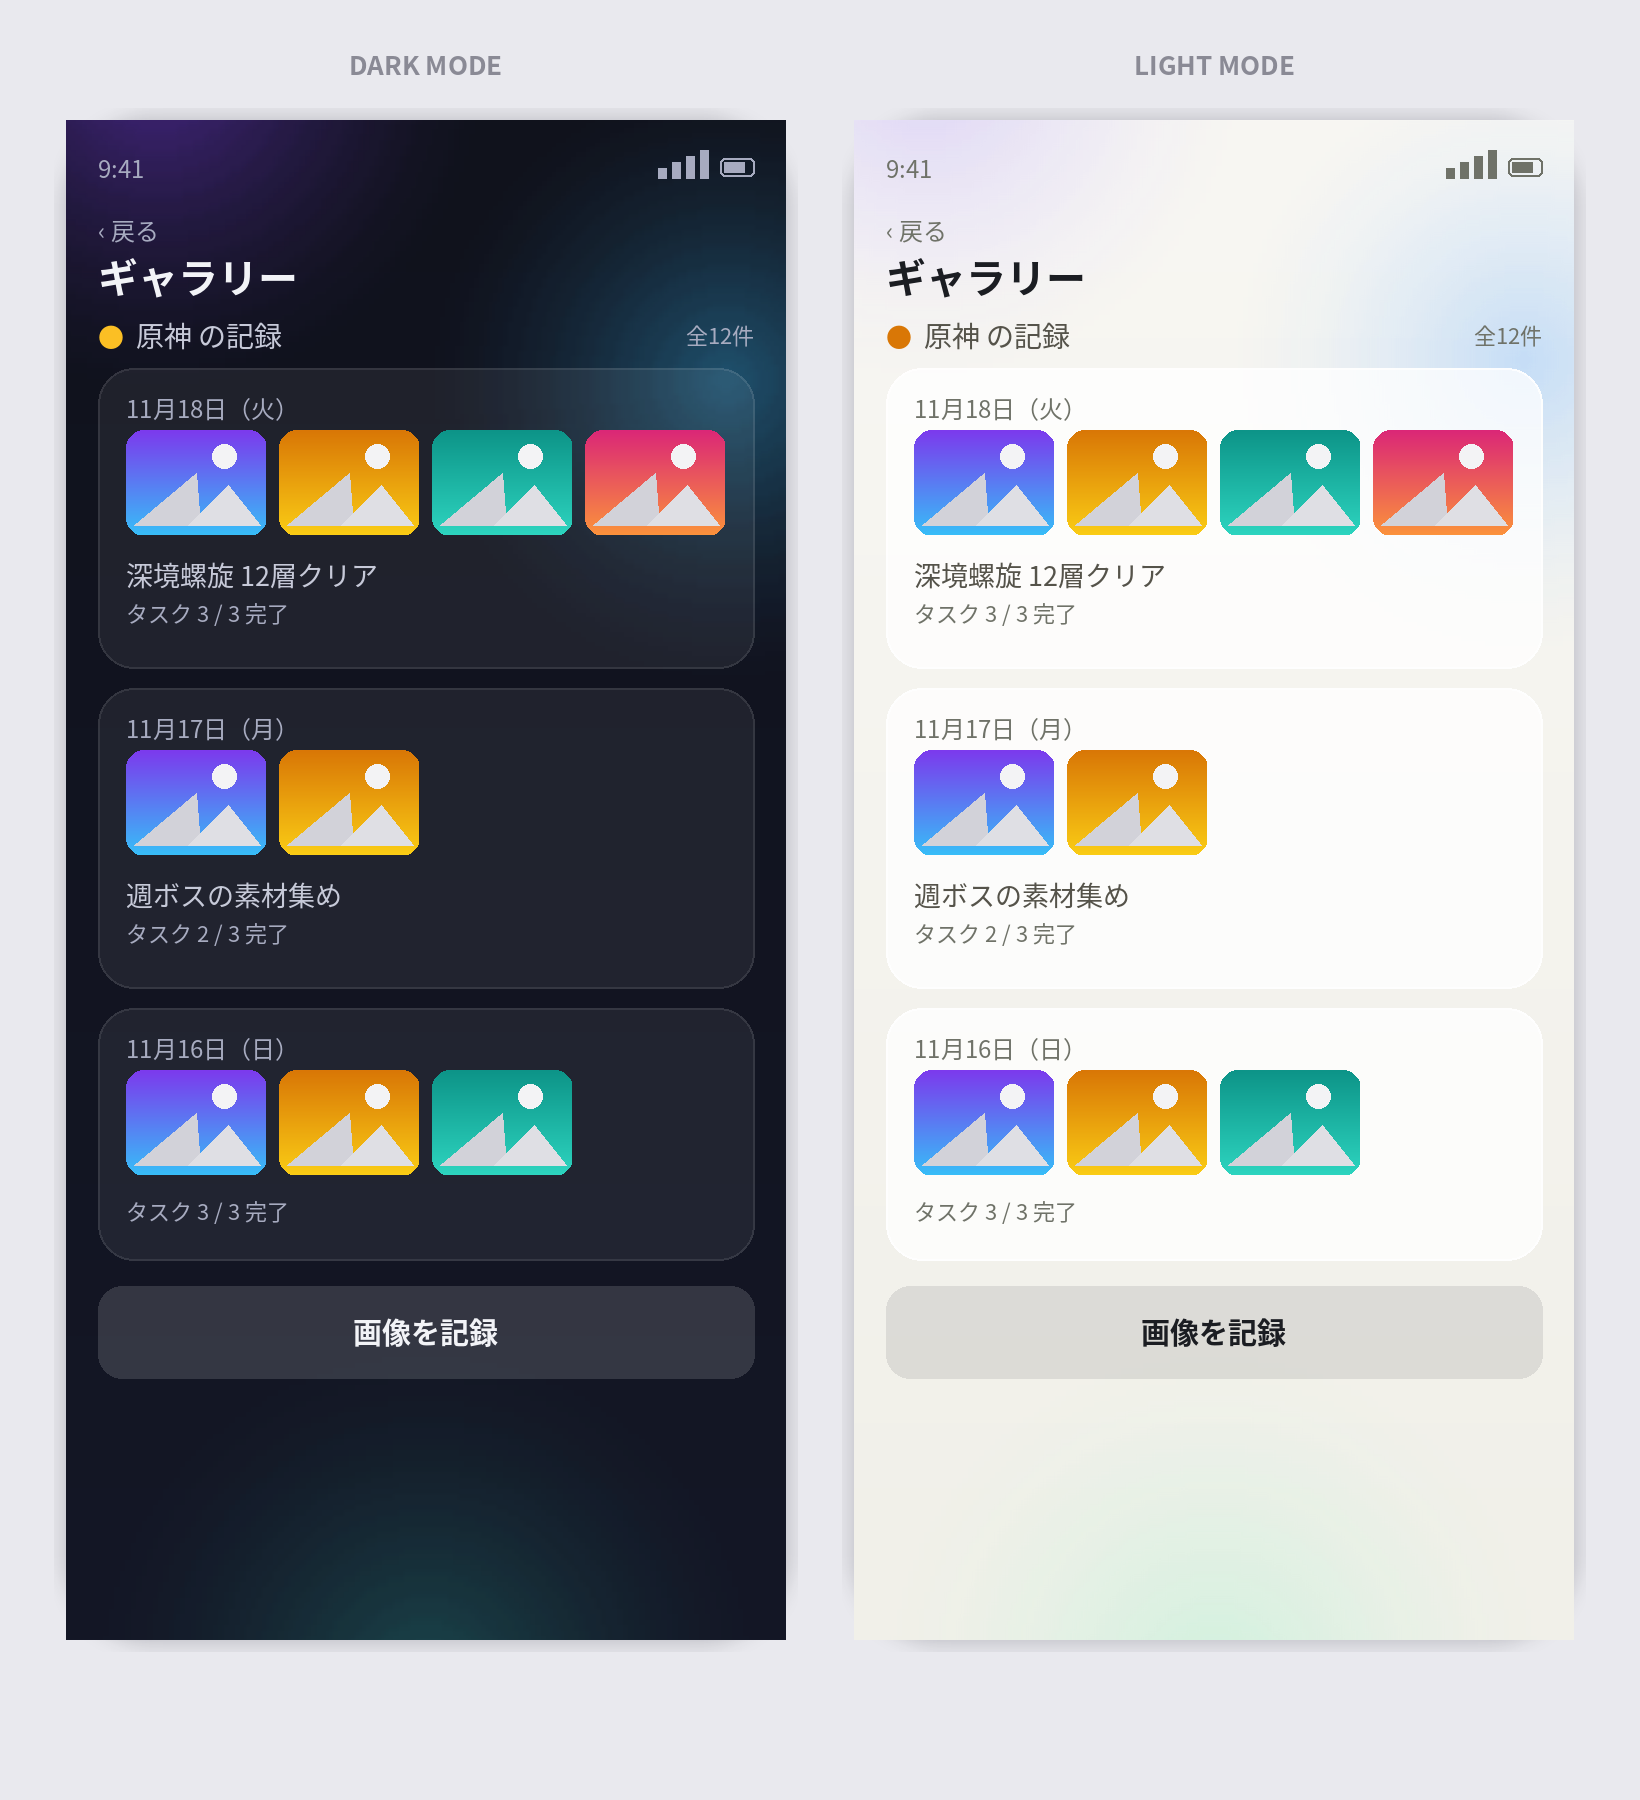 DARK MODE
9:41
‹ 戻る
ギャラリー
原神 の記録
全12件
11月18日（火）
深境螺旋 12層クリア
タスク 3 / 3 完了
11月17日（月）
週ボスの素材集め
タスク 2 / 3 完了
11月16日（日）
タスク 3 / 3 完了
画像を記録
LIGHT MODE
9:41
‹ 戻る
ギャラリー
原神 の記録
全12件
11月18日（火）
深境螺旋 12層クリア
タスク 3 / 3 完了
11月17日（月）
週ボスの素材集め
タスク 2 / 3 完了
11月16日（日）
タスク 3 / 3 完了
画像を記録